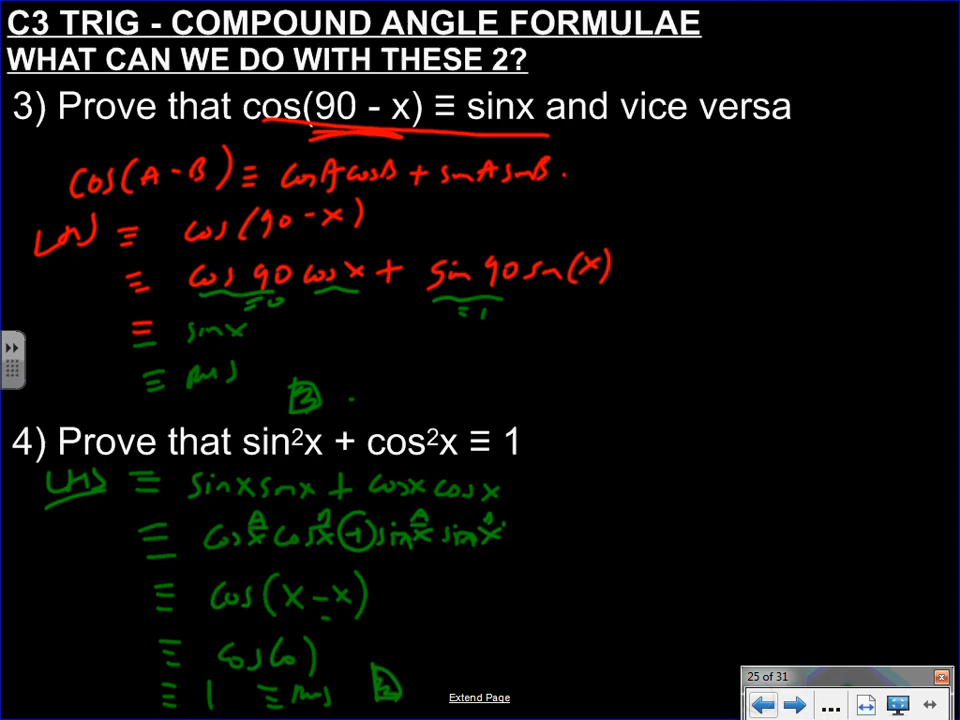 C3 TRIG - COMPOUND ANGLE FORMULAE
WHAT CAN WE DO WITH THESE 2?
3) Prove that cos(90 - x) ≡ sinx and vice versa
cos(A - B) ≡ cosAcosB + sinAsinB.
LHS ≡ cos(90 - x)
≡ cos 90 cos x + sin 90 sin(x)
≡0 ≡1
≡ sinx
≡ RHS
4) Prove that sin²x + cos²x ≡ 1
LHS ≡ sinx sinx + cosx cosx
≡ cosx cosx + sinx sinx
≡ cos(x - x)
≡ cos(0)
≡ 1 ≡ RHS
Extend Page
25 of 31